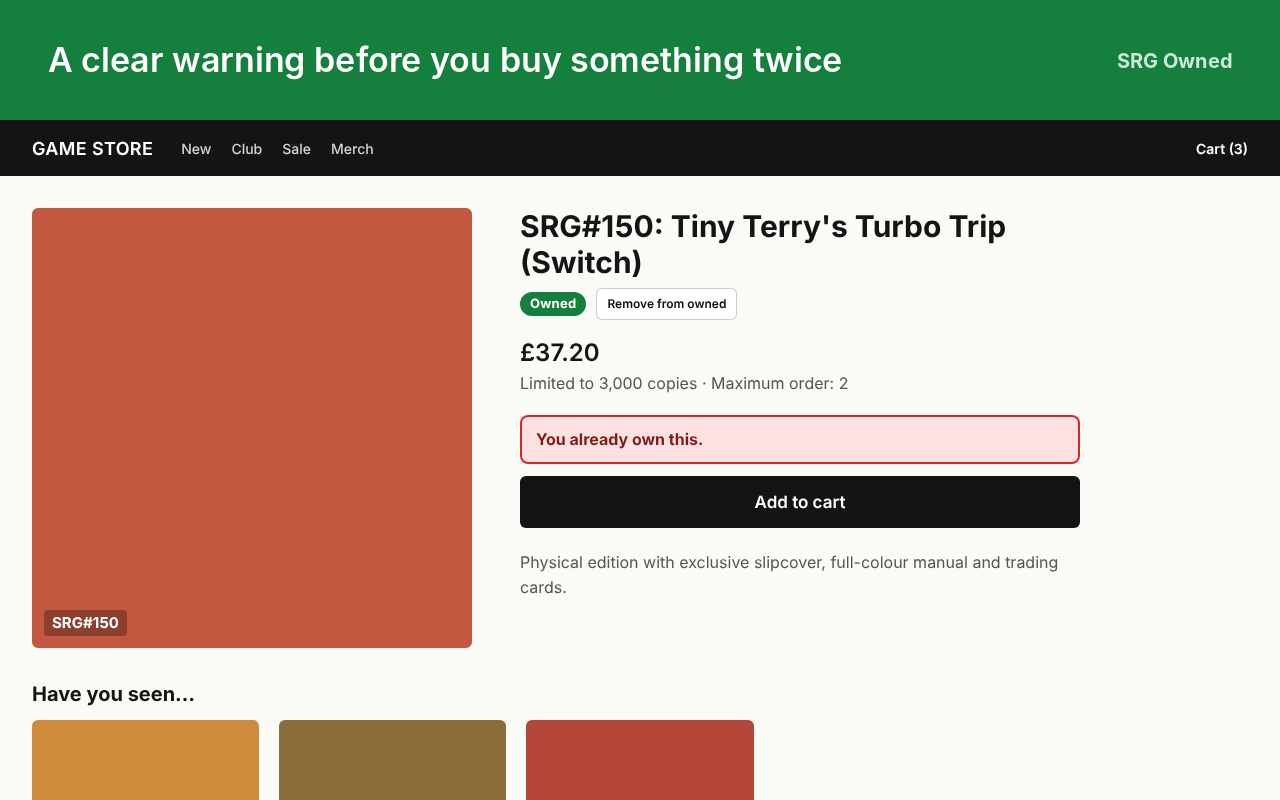 A clear warning before you buy something twice
SRG Owned
GAME STORE
New
Club
Sale
Merch
Cart (3)
SRG#150
SRG#150: Tiny Terry's Turbo Trip
(Switch)
Owned
Remove from owned
£37.20
Limited to 3,000 copies · Maximum order: 2
You already own this.
Add to cart
Physical edition with exclusive slipcover, full-colour manual and trading
cards.
Have you seen...